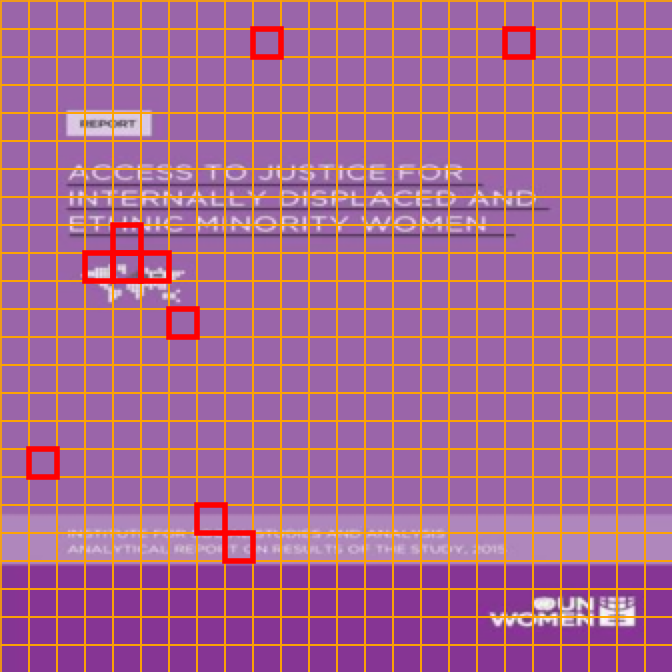 REPORT
ACCESS TO JUSTICE FOR
INTERNALLY DISPLACED AND
ETHNIC MINORITY WOMEN
INSTITUTE FOR STUDIES AND ANALYSIS
ANALYTICAL REPORT ON RESULTS OF THE STUDY, 2015
UN
WOMEN